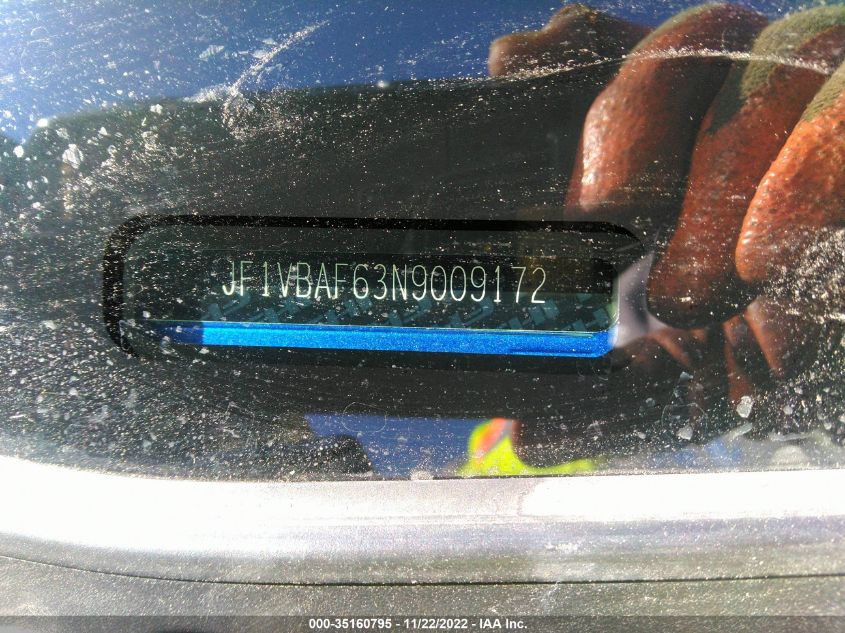 JF1VBAF63N9009172
000-35160795 - 11/22/2022 - IAA Inc.